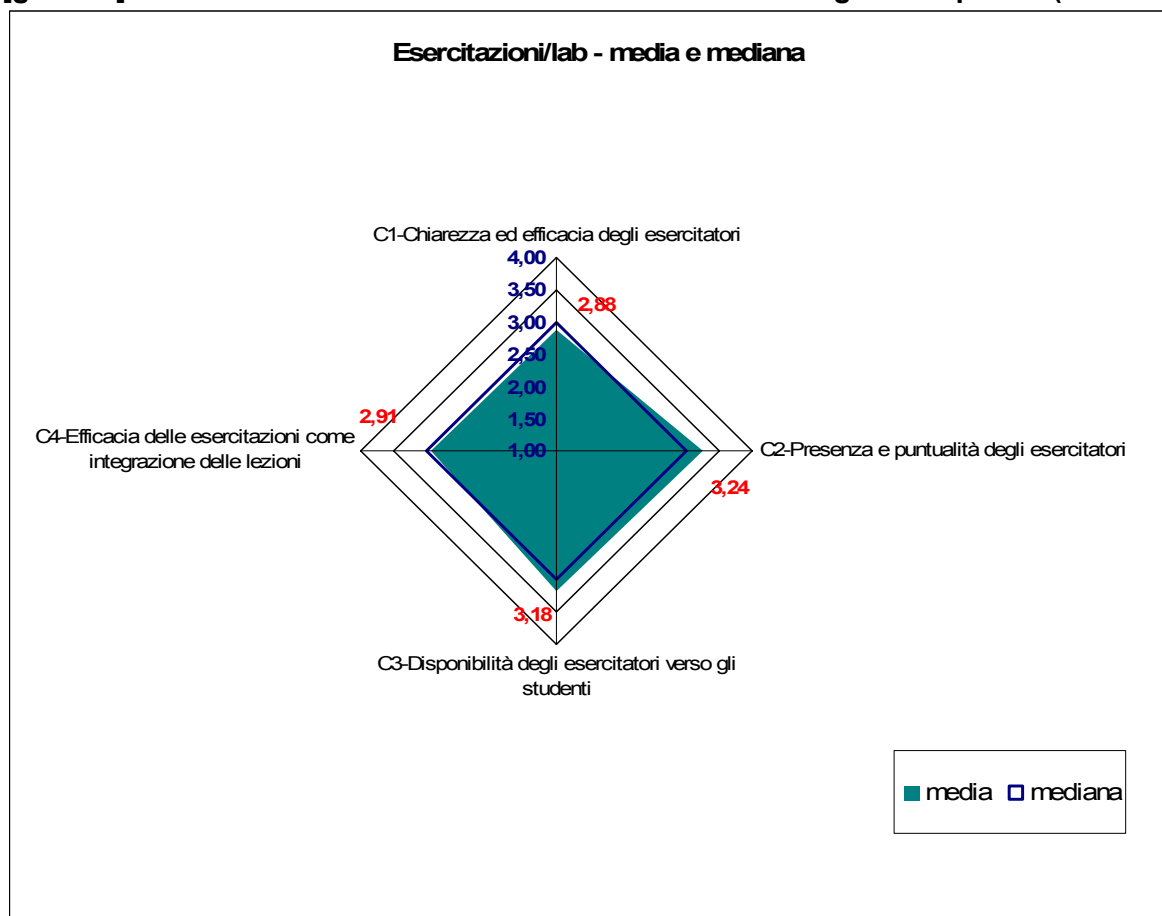 Esercitazioni/lab - media e mediana
C1-Chiarezza ed efficacia degli esercitatori
4,00
3,50
2,88
3,00
2,50
2,00
2,91
1,50
C4-Efficacia delle esercitazioni come
integrazione delle lezioni
1,00
C2-Presenza e puntualità degli esercitatori
3,24
3,18
C3-Disponibilità degli esercitatori verso gli
studenti
media mediana